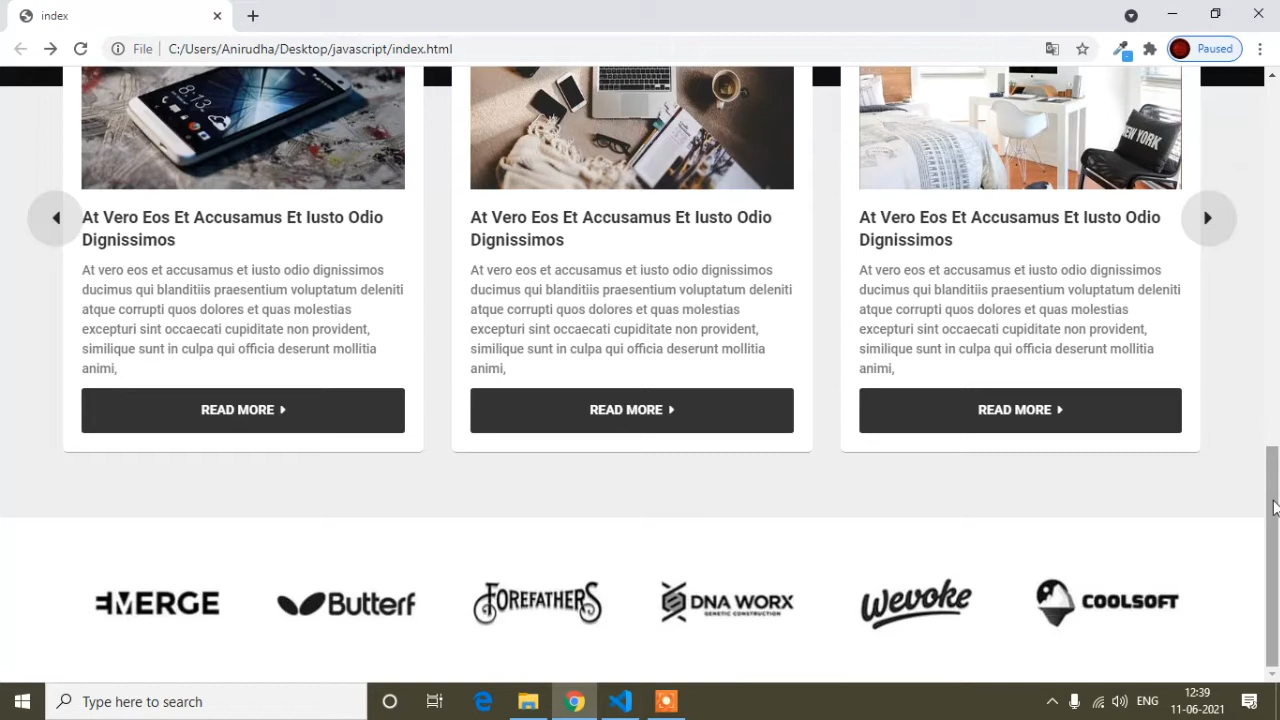 index
File
C:/Users/Anirudha/Desktop/javascript/index.html
Paused
8:13
NEW YORK
At Vero Eos Et Accusamus Et Iusto Odio
Dignissimos
At vero eos et accusamus et iusto odio dignissimos
ducimus qui blanditiis praesentium voluptatum deleniti
atque corrupti quos dolores et quas molestias
excepturi sint occaecati cupiditate non provident,
similique sunt in culpa qui officia deserunt mollitia
animi,
READ MORE
At Vero Eos Et Accusamus Et Iusto Odio
Dignissimos
At vero eos et accusamus et iusto odio dignissimos
ducimus qui blanditiis praesentium voluptatum deleniti
atque corrupti quos dolores et quas molestias
excepturi sint occaecati cupiditate non provident,
similique sunt in culpa qui officia deserunt mollitia
animi,
READ MORE
At Vero Eos Et Accusamus Et Iusto Odio
Dignissimos
At vero eos et accusamus et iusto odio dignissimos
ducimus qui blanditiis praesentium voluptatum deleniti
atque corrupti quos dolores et quas molestias
excepturi sint occaecati cupiditate non provident,
similique sunt in culpa qui officia deserunt mollitia
animi,
READ MORE
EMERGE
Butterf
FOREFATHERS
DNA WORX
GENETIC CONSTRUCTION
wevoke
COOLSOFT
Type here to search
ENG
12:39
11-06-2021